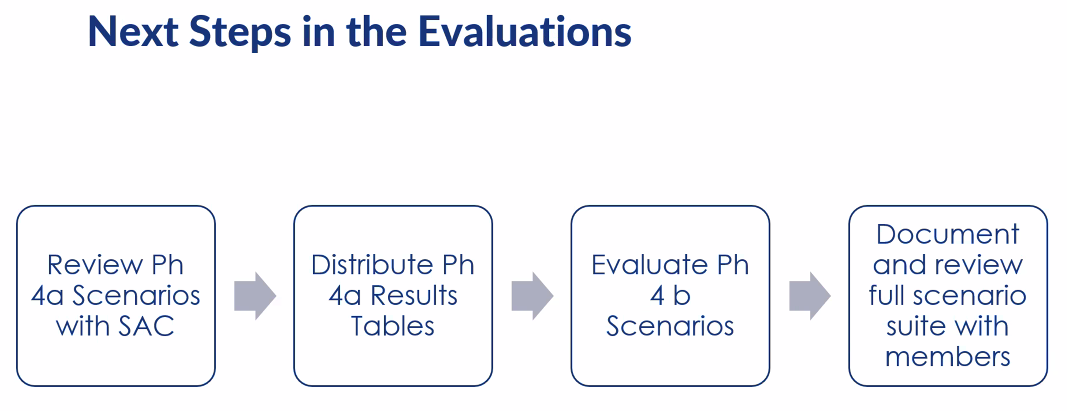 Next Steps in the Evaluations
Review Ph
4a Scenarios
with SAC
Distribute Ph
4a Results
Tables
Evaluate Ph
4 b
Scenarios
Document
and review
full scenario
suite with
members